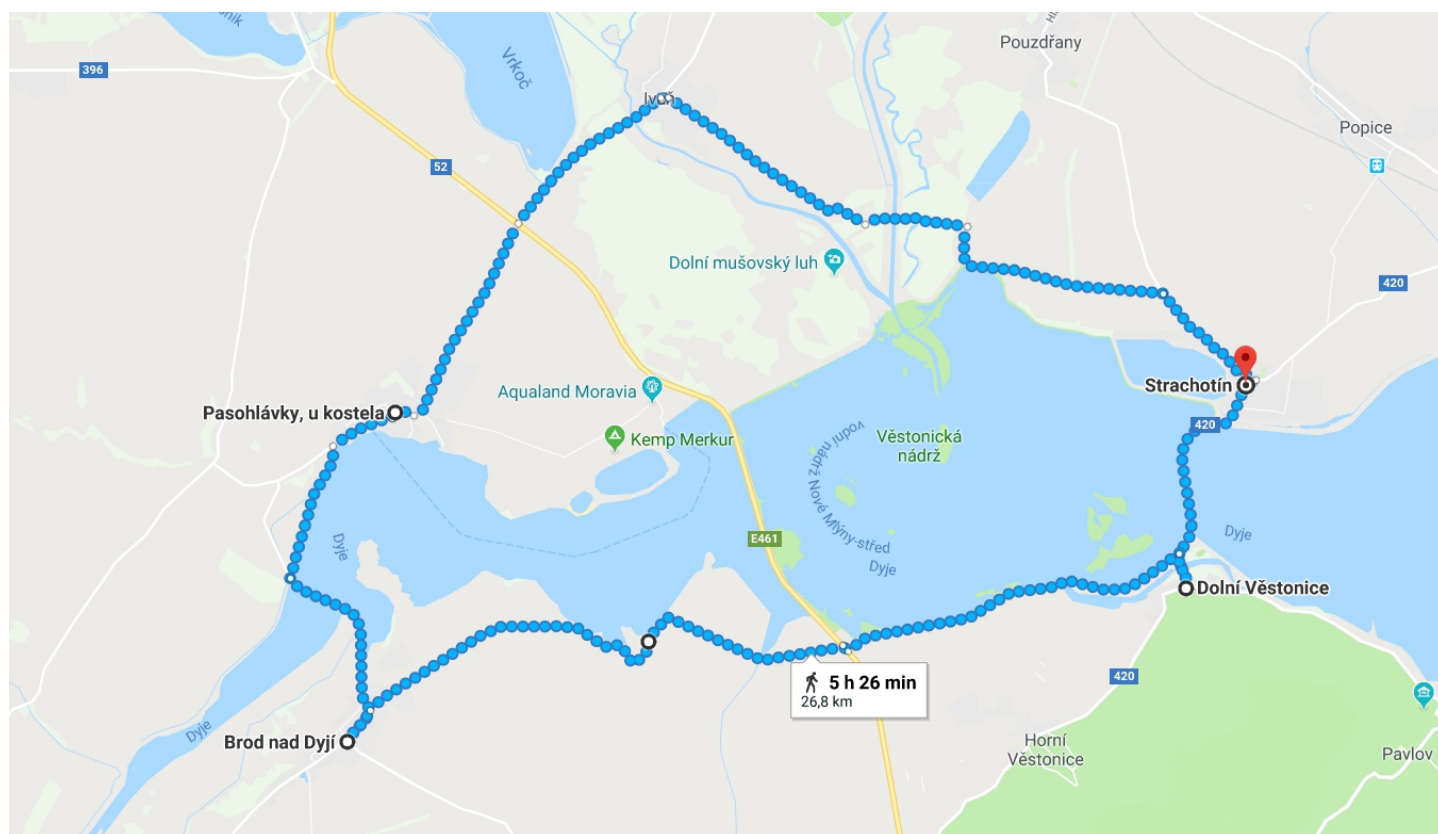 Vrkoč
Pouzdřany
396
Ivaň
Popice
52
Dolní mušovský luh
420
Aqualand Moravia
Strachotín
Pasohlávky, u kostela
Kemp Merkur
420
Věstonická
nádrž
vodní nádrž Nové Mlýny-střed
Dyje
E461
Dyje
Dyje
Dolní Věstonice
5 h 26 min
26,8 km
420
Dyje
Brod nad Dyjí
Horní
Věstonice
Pavlov